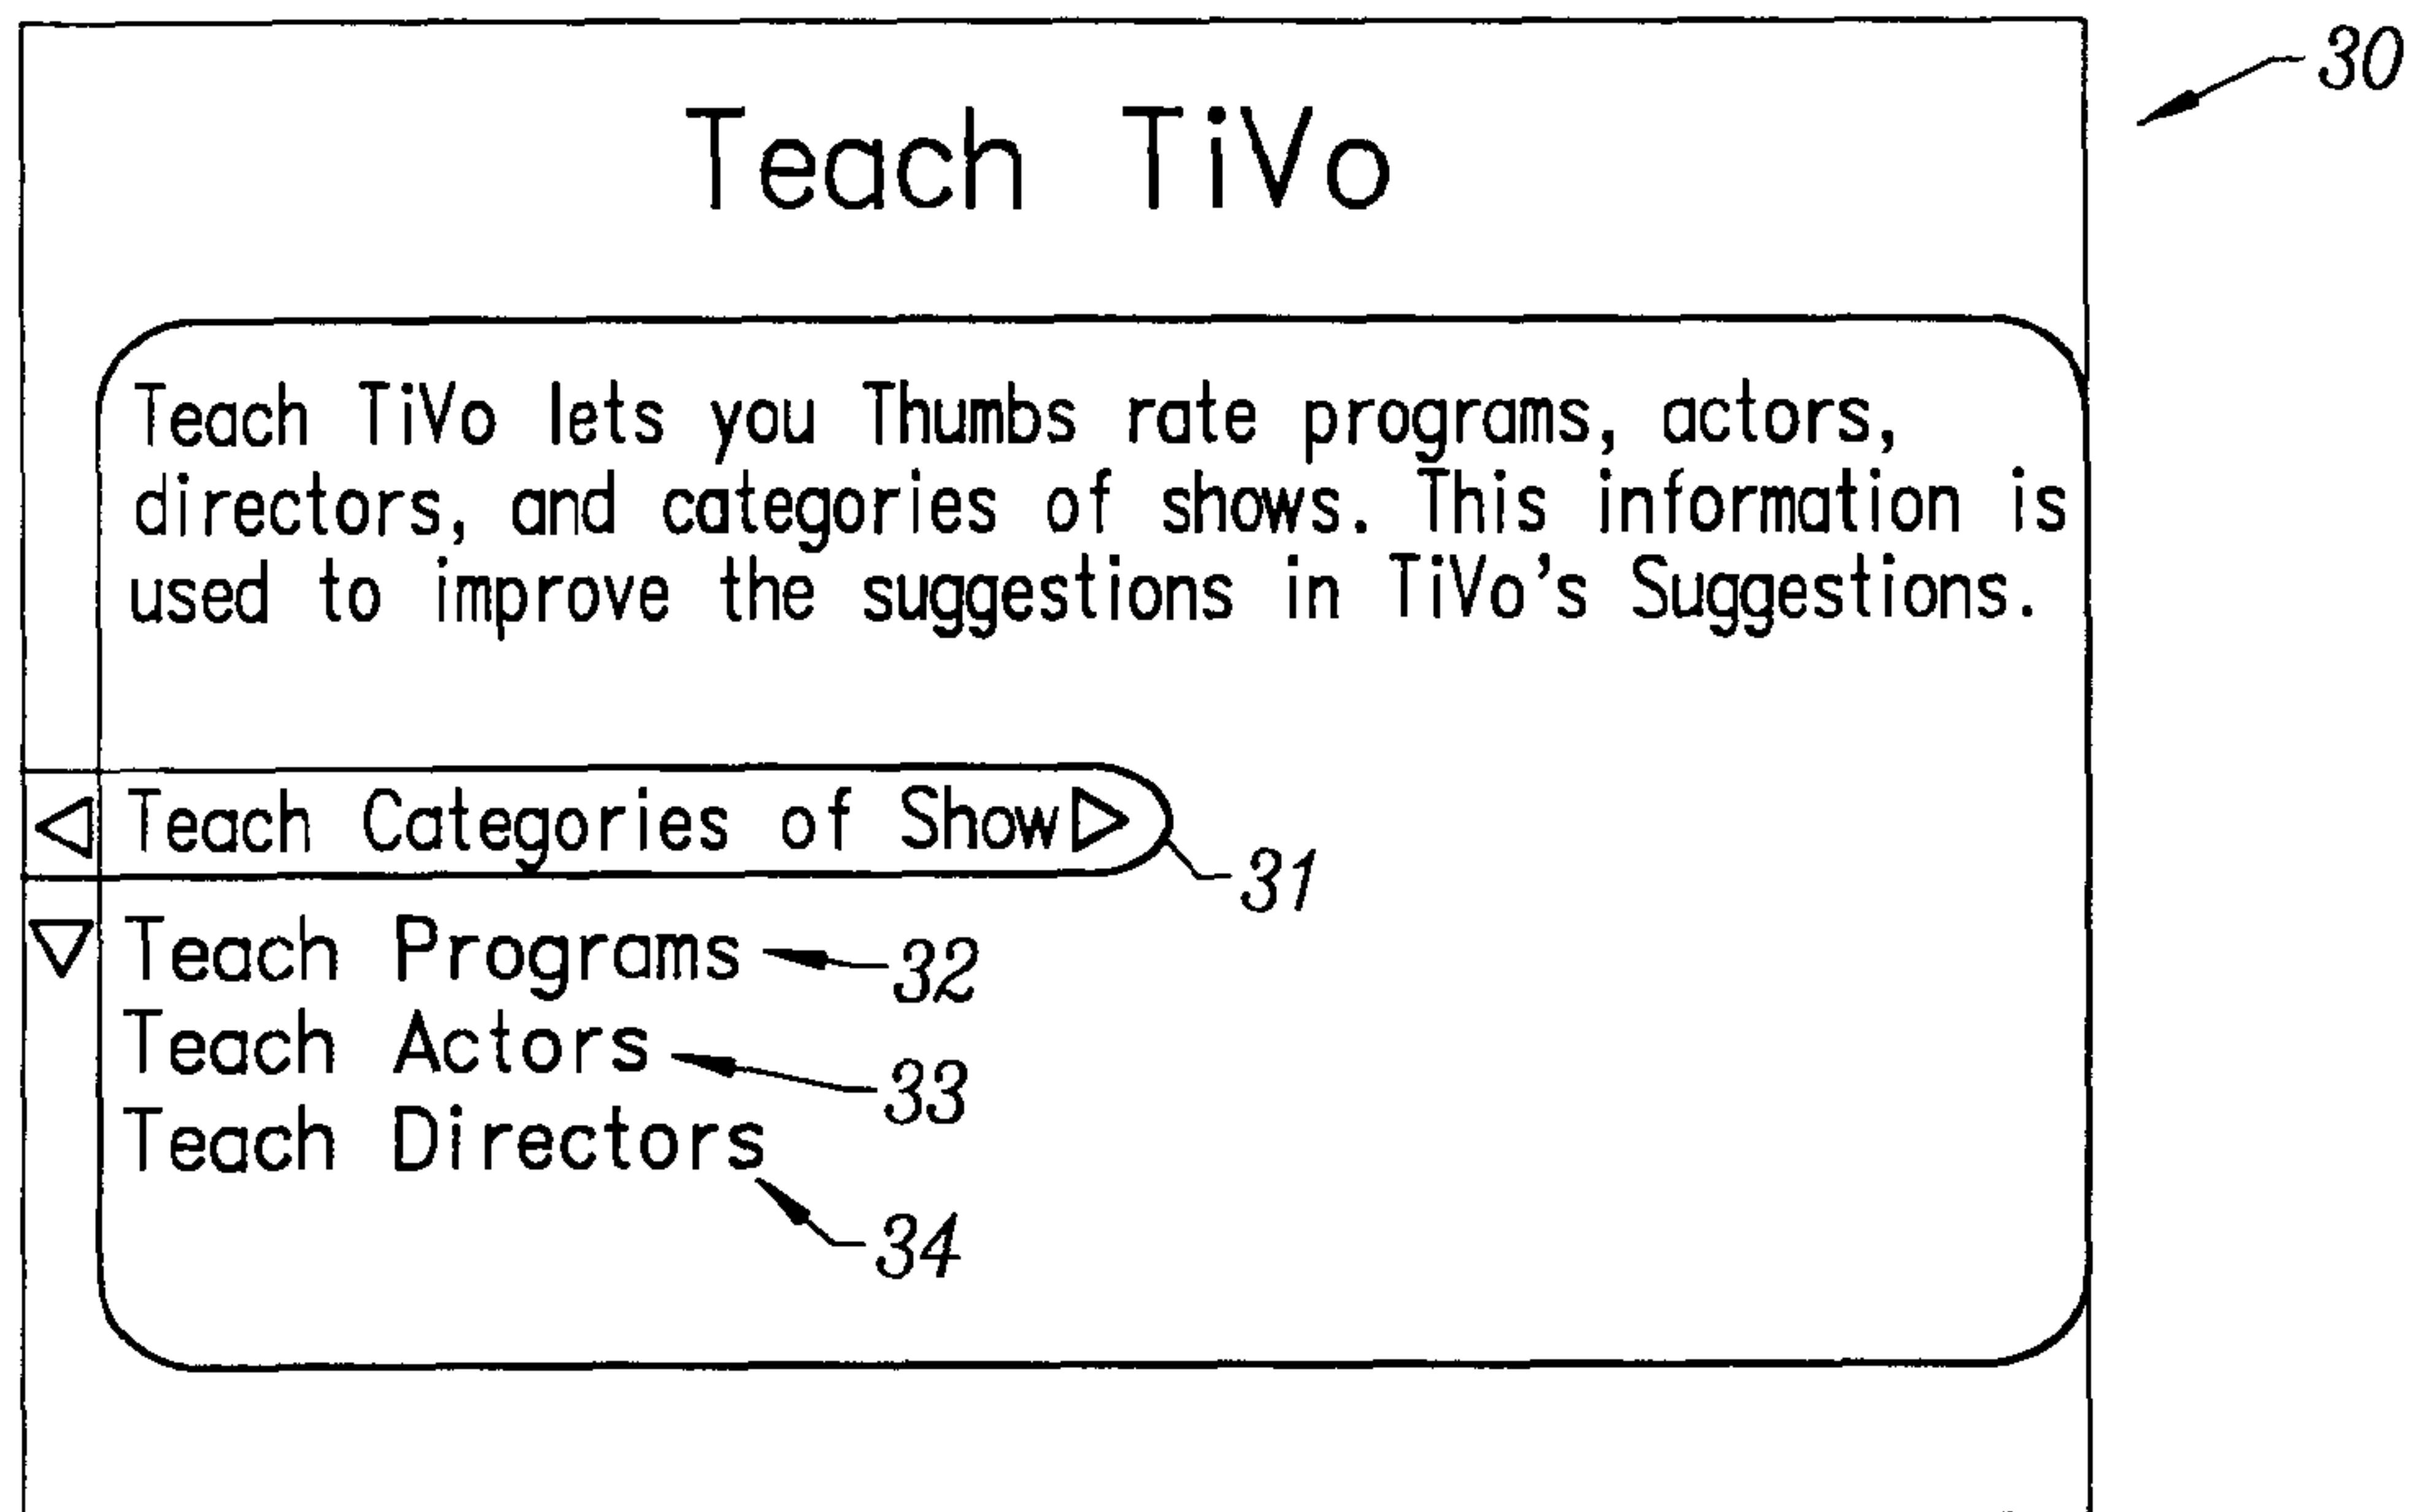 30
Teach TiVo
Teach TiVo lets you Thumbs rate programs, actors,
directors, and categories of shows. This information is
used to improve the suggestions in TiVo's Suggestions.
Teach Categories of Show
31
Teach Programs 32
Teach Actors 33
Teach Directors
34